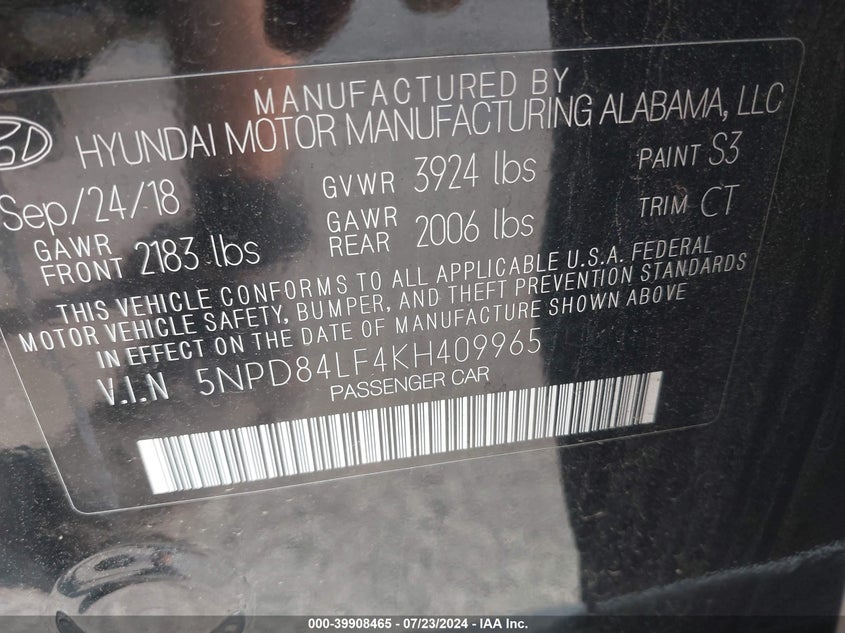 MANUFACTURED BY
HYUNDAI MOTOR MANUFACTURING ALABAMA, LLC
Sep/24/18 GVWR 3924 lbs PAINT S3
GAWR FRONT 2183 lbs GAWR REAR 2006 lbs TRIM CT
THIS VEHICLE CONFORMS TO ALL APPLICABLE U.S.A. FEDERAL
MOTOR VEHICLE SAFETY, BUMPER, AND THEFT PREVENTION STANDARDS
IN EFFECT ON THE DATE OF MANUFACTURE SHOWN ABOVE
V.I.N 5NPD84LF4KH409965
PASSENGER CAR
000-39908465 - 07/23/2024 - IAA Inc.